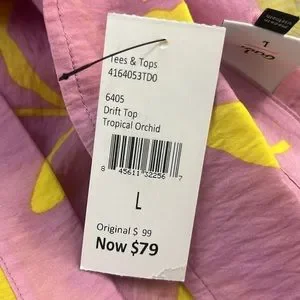 Tees & Tops
4164053TD0
6405
Drift Top
Tropical Orchid
8 45611 32256 7
L
Original $ 99
Now $79
L